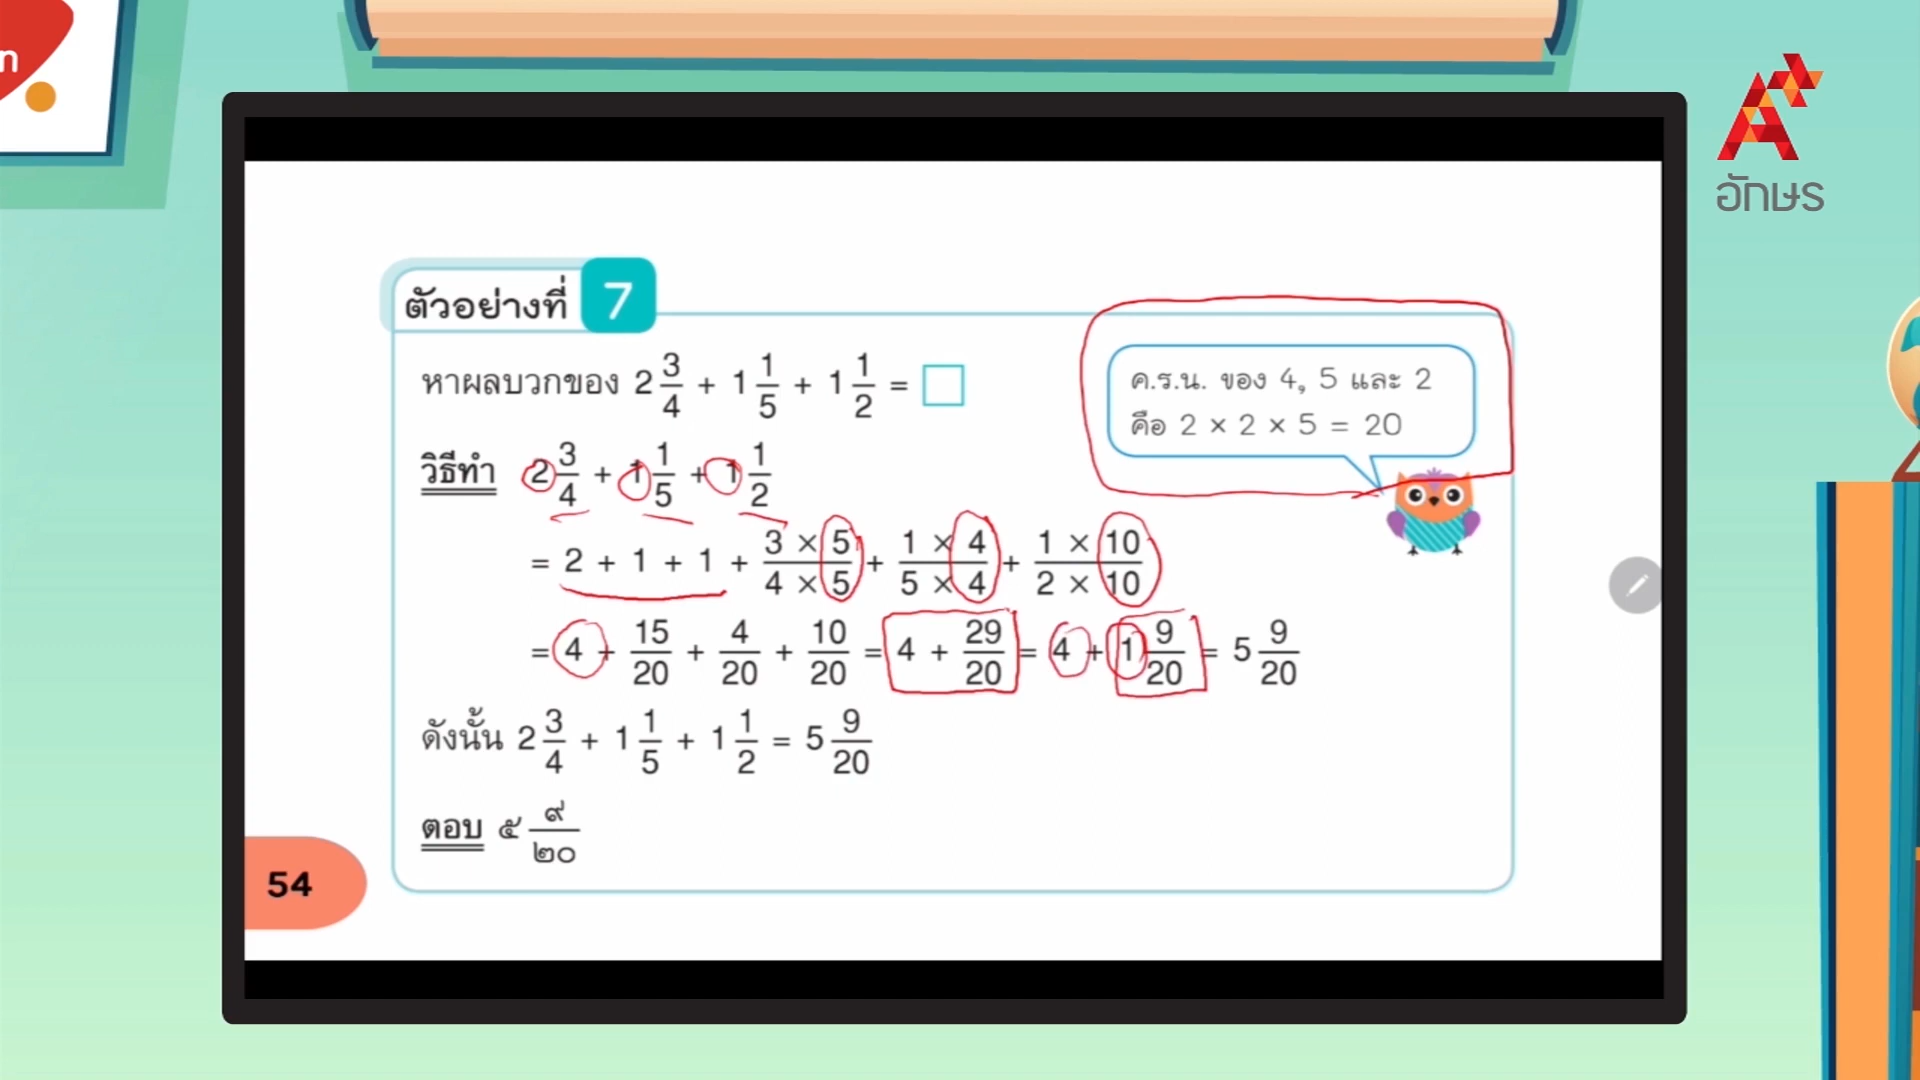 ท
อักษร
ตัวอย่างที่ 7
หาผลบวกของ 2 3/4 + 1 1/5 + 1 1/2 = □
ค.ร.น. ของ 4, 5 และ 2
คือ 2 × 2 × 5 = 20
วิธีทำ 2 3/4 + 1 1/5 + 1 1/2
= 2 + 1 + 1 + (3 × 5)/(4 × 5) + (1 × 4)/(5 × 4) + (1 × 10)/(2 × 10)
= 4 + 15/20 + 4/20 + 10/20 = 4 + 29/20 = 4 + 1 9/20 = 5 9/20
ดังนั้น 2 3/4 + 1 1/5 + 1 1/2 = 5 9/20
ตอบ ๕ ๙/๒๐
54